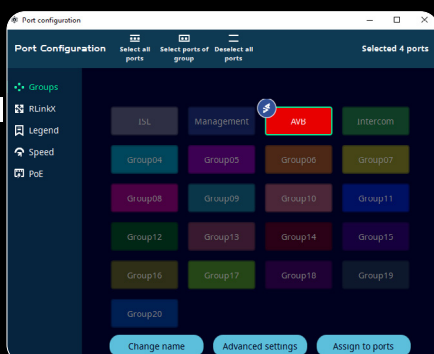 Port configuration
Port Configuration
Select all ports
Select ports of group
Deselect all ports
Selected 4 ports
Groups
RLinkX
Legend
Speed
PoE
ISL
Management
AVB
Intercom
Group04
Group05
Group06
Group07
Group08
Group09
Group10
Group11
Group12
Group13
Group14
Group15
Group16
Group17
Group18
Group19
Group20
Change name
Advanced settings
Assign to ports